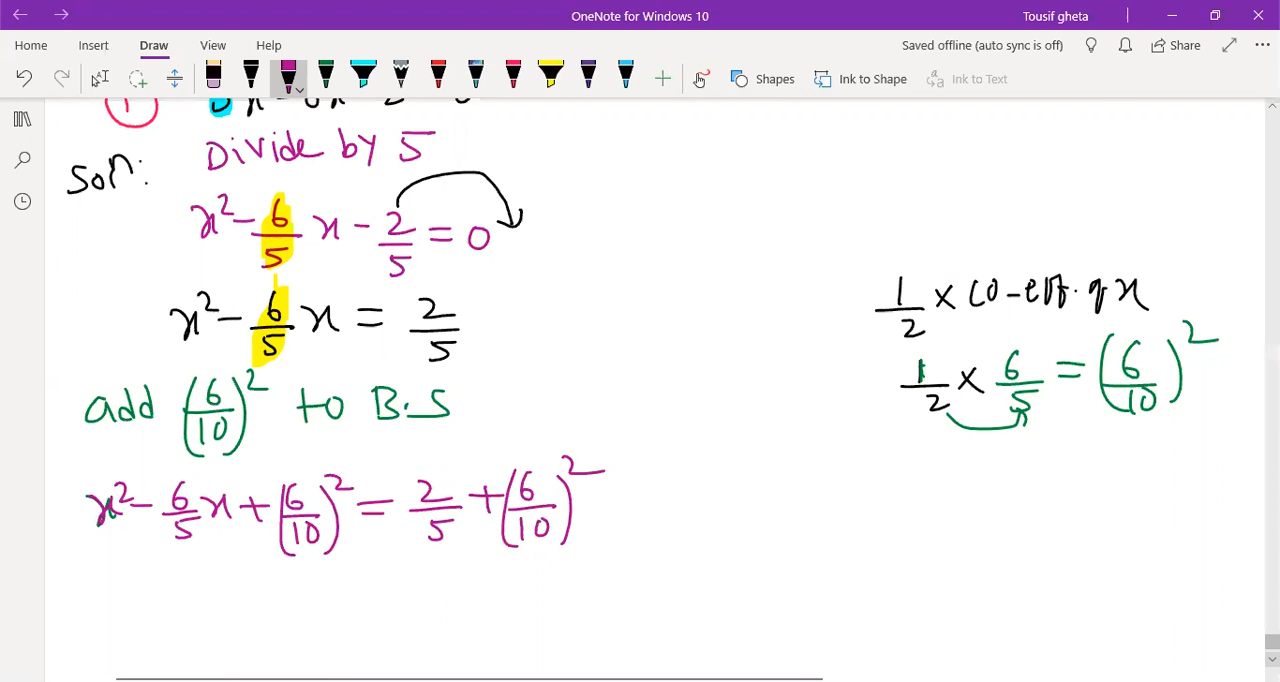 OneNote for Windows 10
Tousif gheta
Home Insert Draw View Help
Saved offline (auto sync is off) Share
Shapes Ink to Shape Ink to Text
Divide by 5
Soln:
x² - 6/5 x - 2/5 = 0
x² - 6/5 x = 2/5
1/2 × co-eff. of x
1/2 × 6/5 = (6/10)²
add (6/10)² to B.S
x² - 6/5 x + (6/10)² = 2/5 + (6/10)²